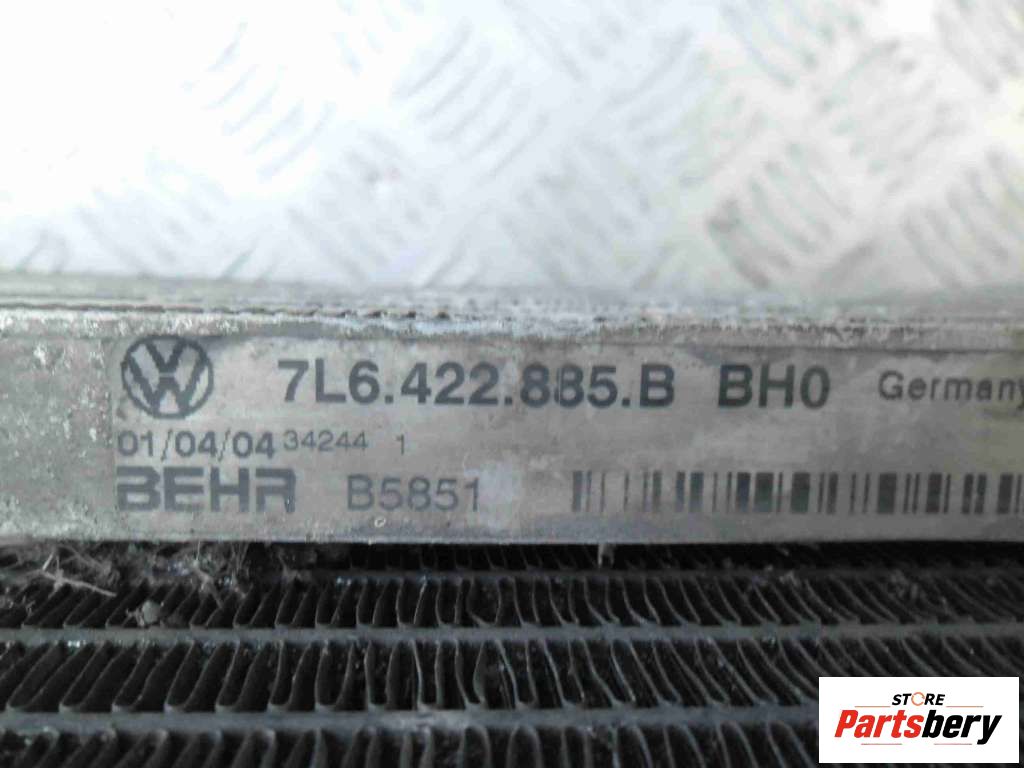 7L6.422.885.B BH0 Germany
01/04/04 34244 1
BEHR B5851
STORE
Partsbery